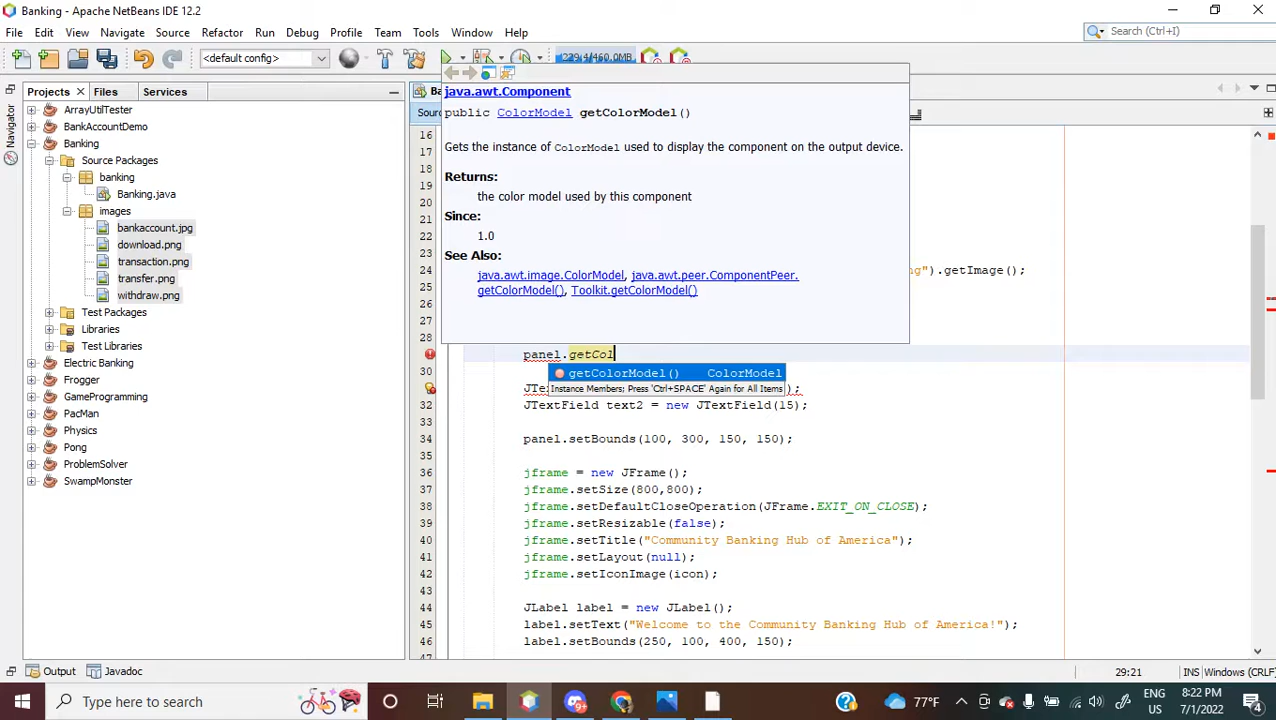 Banking - Apache NetBeans IDE 12.2
File Edit View Navigate Source Refactor Run Debug Profile Team Tools Window Help
Search (Ctrl+I)
<default config>
229.4/460.0MB
Projects Files Services
Navigator
ArrayUtilTester
BankAccountDemo
Banking
Source Packages
banking
Banking.java
images
bankaccount.jpg
download.png
transaction.png
transfer.png
withdraw.png
Test Packages
Libraries
Test Libraries
Electric Banking
Frogger
GameProgramming
PacMan
Physics
Pong
ProblemSolver
SwampMonster
java.awt.Component
public ColorModel getColorModel()
Gets the instance of ColorModel used to display the component on the output device.
Returns:
the color model used by this component
Since:
1.0
See Also:
java.awt.image.ColorModel, java.awt.peer.ComponentPeer.
getColorModel(), Toolkit.getColorModel()
16
17
18
19
20
21
22
23
24 ng").getImage();
25
26
27
28
panel.getCol
30 getColorModel() ColorModel
Instance Members; Press 'Ctrl+SPACE' Again for All Items );
32 JTextField text2 = new JTextField(15);
33
34 panel.setBounds(100, 300, 150, 150);
35
36 jframe = new JFrame();
37 jframe.setSize(800,800);
38 jframe.setDefaultCloseOperation(JFrame.EXIT_ON_CLOSE);
39 jframe.setResizable(false);
40 jframe.setTitle("Community Banking Hub of America");
41 jframe.setLayout(null);
42 jframe.setIconImage(icon);
43
44 JLabel label = new JLabel();
45 label.setText("Welcome to the Community Banking Hub of America!");
46 label.setBounds(250, 100, 400, 150);
Output Javadoc
29:21 INS Windows (CRLF
Type here to search
9+
77°F
ENG
US
8:22 PM
7/1/2022